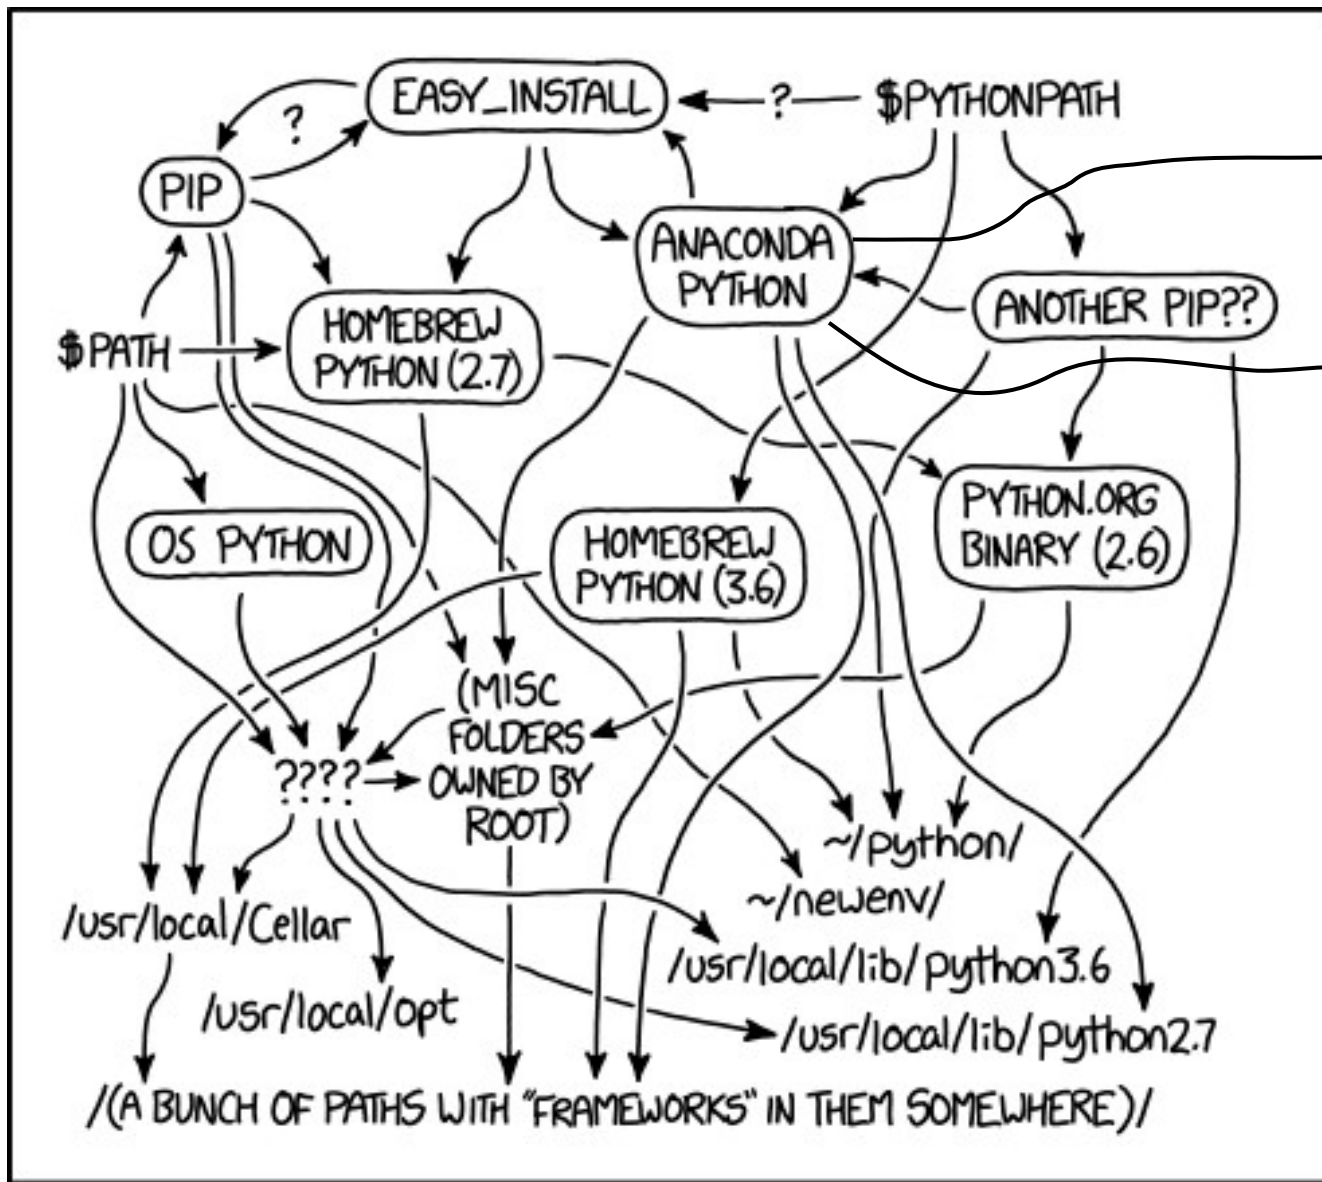 EASY_INSTALL
?
$PYTHONPATH
?
PIP
ANACONDA
PYTHON
ANOTHER PIP??
HOMEBREW
PYTHON (2.7)
$PATH
PYTHON.ORG
BINARY (2.6)
OS PYTHON
HOMEBREW
PYTHON (3.6)
(MISC
FOLDERS
OWNED BY
ROOT)
????
~/python/
~/newenv/
/usr/local/Cellar
/usr/local/lib/python3.6
/usr/local/opt
/usr/local/lib/python2.7
/(A BUNCH OF PATHS WITH "FRAMEWORKS" IN THEM SOMEWHERE)/